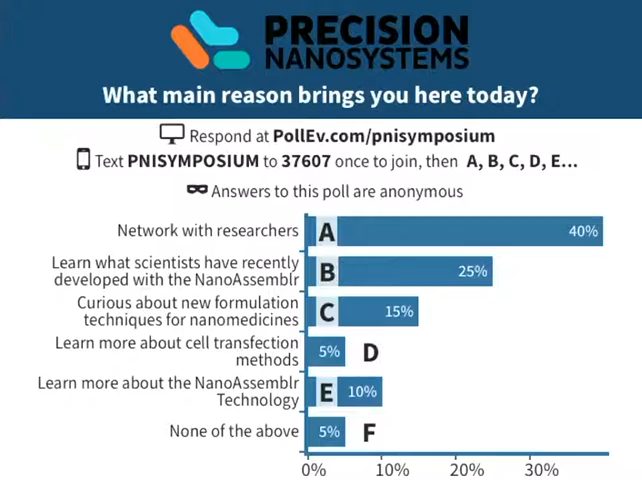 PRECISION
NANOSYSTEMS
What main reason brings you here today?
Respond at PollEv.com/pnisymposium
Text PNISYMPOSIUM to 37607 once to join, then A, B, C, D, E...
Answers to this poll are anonymous
Network with researchers A 40%
Learn what scientists have recently
developed with the NanoAssemblr B 25%
Curious about new formulation
techniques for nanomedicines C 15%
Learn more about cell transfection
methods 5% D
Learn more about the NanoAssemblr
Technology E 10%
None of the above 5% F
0% 10% 20% 30%